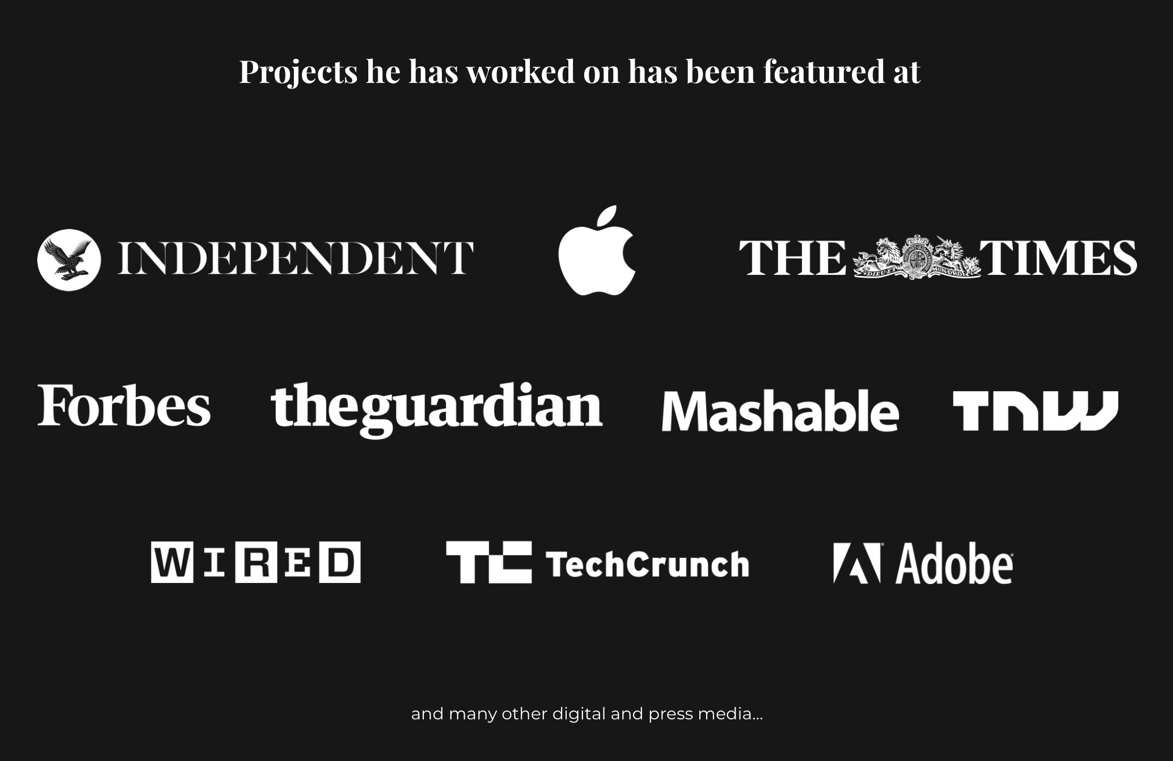 Projects he has worked on has been featured at
INDEPENDENT
THE TIMES
Forbes
theguardian
Mashable
TNW
WIRED
TC TechCrunch
Adobe
and many other digital and press media...